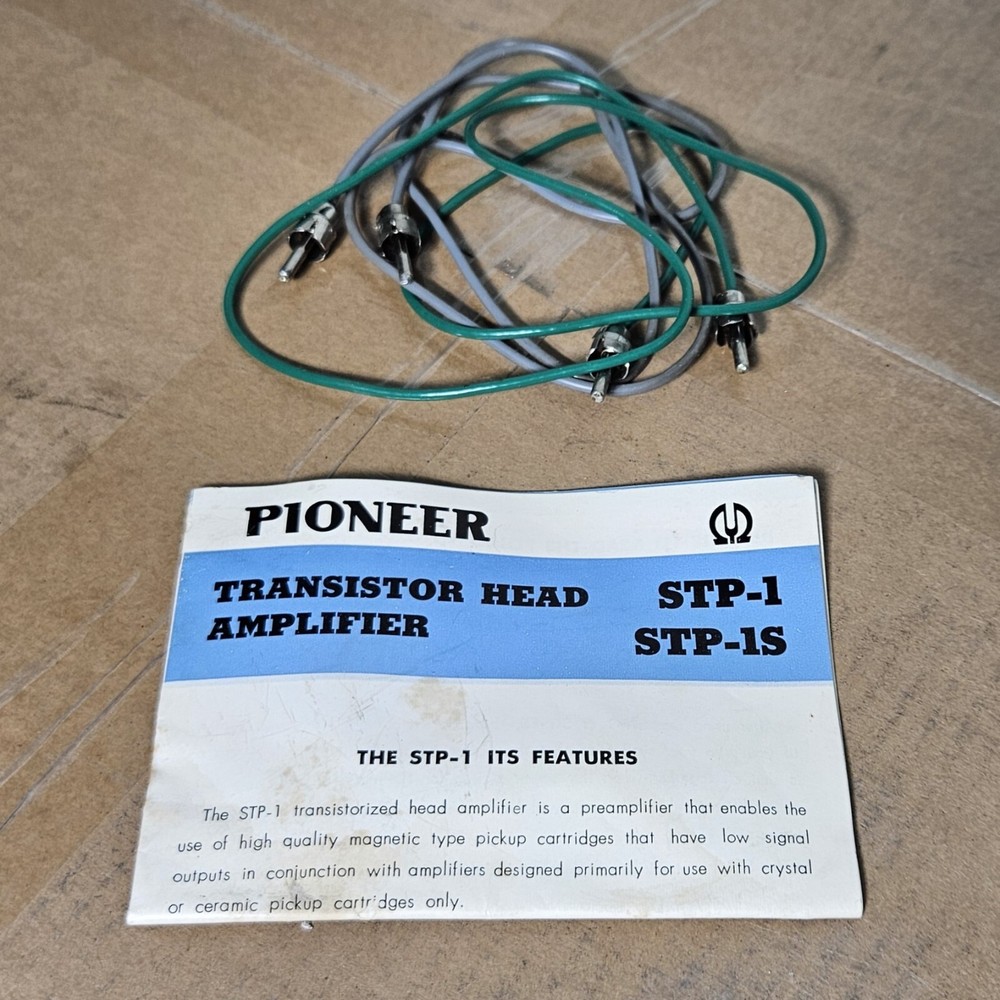 PIONEER
TRANSISTOR HEAD STP-1
AMPLIFIER STP-1S
THE STP-1 ITS FEATURES
The STP-1 transistorized head amplifier is a preamplifier that enables the
use of high quality magnetic type pickup cartridges that have low signal
outputs in conjunction with amplifiers designed primarily for use with crystal
or ceramic pickup cartridges only.